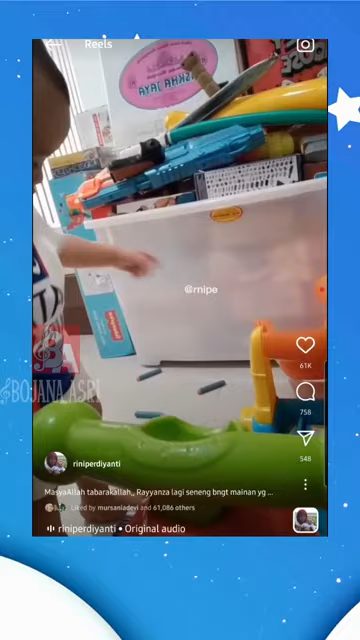 Reels
@rnipe
61K
758
548
BA
BOJANA ASRI
riniperdiyanti
MasyaAllah tabarakallah,, Rayyanza lagi seneng bngt mainan yg ...
Liked by mursaniadevi and 61,086 others
riniperdiyanti • Original audio